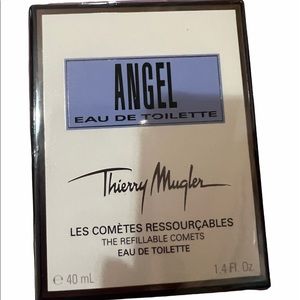 ANGEL
EAU DE TOILETTE
Thierry Mugler
LES COMÈTES RESSOURÇABLES
THE REFILLABLE COMETS
EAU DE TOILETTE
℮ 40 mL 1.4 Fl. Oz.